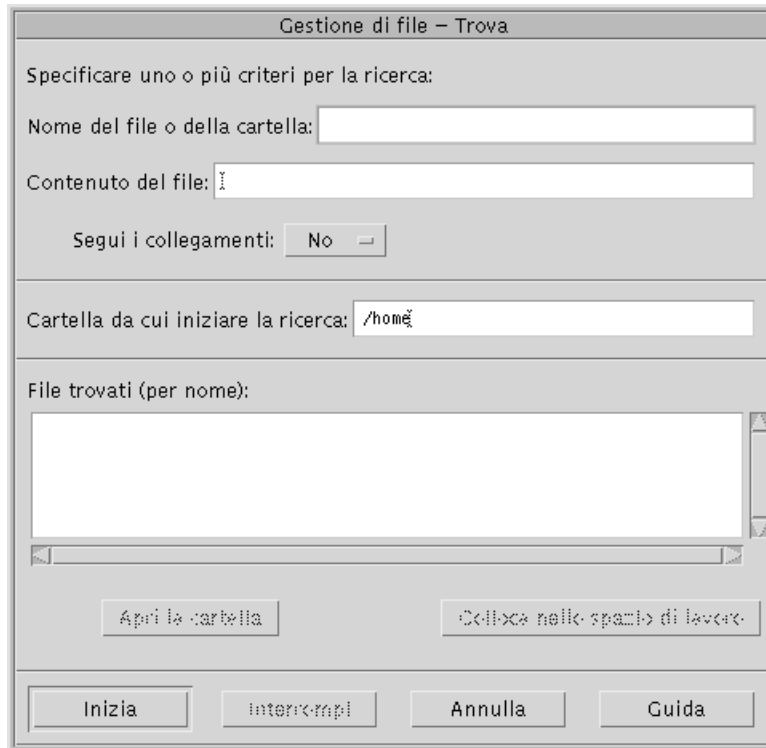 Gestione di file – Trova
Specificare uno o più criteri per la ricerca:
Nome del file o della cartella:
Contenuto del file:
Segui i collegamenti: No
Cartella da cui iniziare la ricerca: /home
File trovati (per nome):
Apri la cartella Colloca nello spazio di lavoro
Inizia Interrompi Annulla Guida